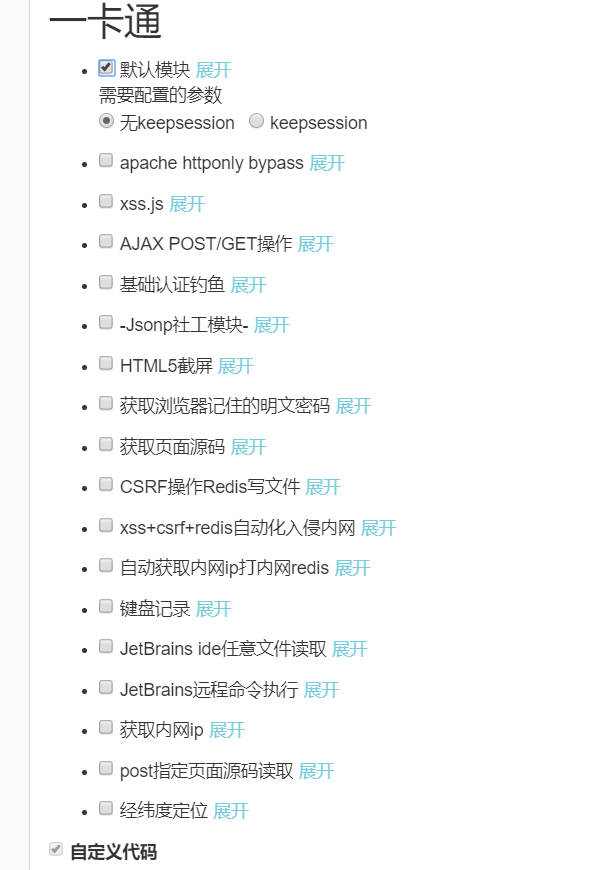 一卡通
默认模块 展开
需要配置的参数
无keepsession keepsession
apache httponly bypass 展开
xss.js 展开
AJAX POST/GET操作 展开
基础认证钓鱼 展开
-Jsonp社工模块- 展开
HTML5截屏 展开
获取浏览器记住的明文密码 展开
获取页面源码 展开
CSRF操作Redis写文件 展开
xss+csrf+redis自动化入侵内网 展开
自动获取内网ip打内网redis 展开
键盘记录 展开
JetBrains ide任意文件读取 展开
JetBrains远程命令执行 展开
获取内网ip 展开
post指定页面源码读取 展开
经纬度定位 展开
自定义代码